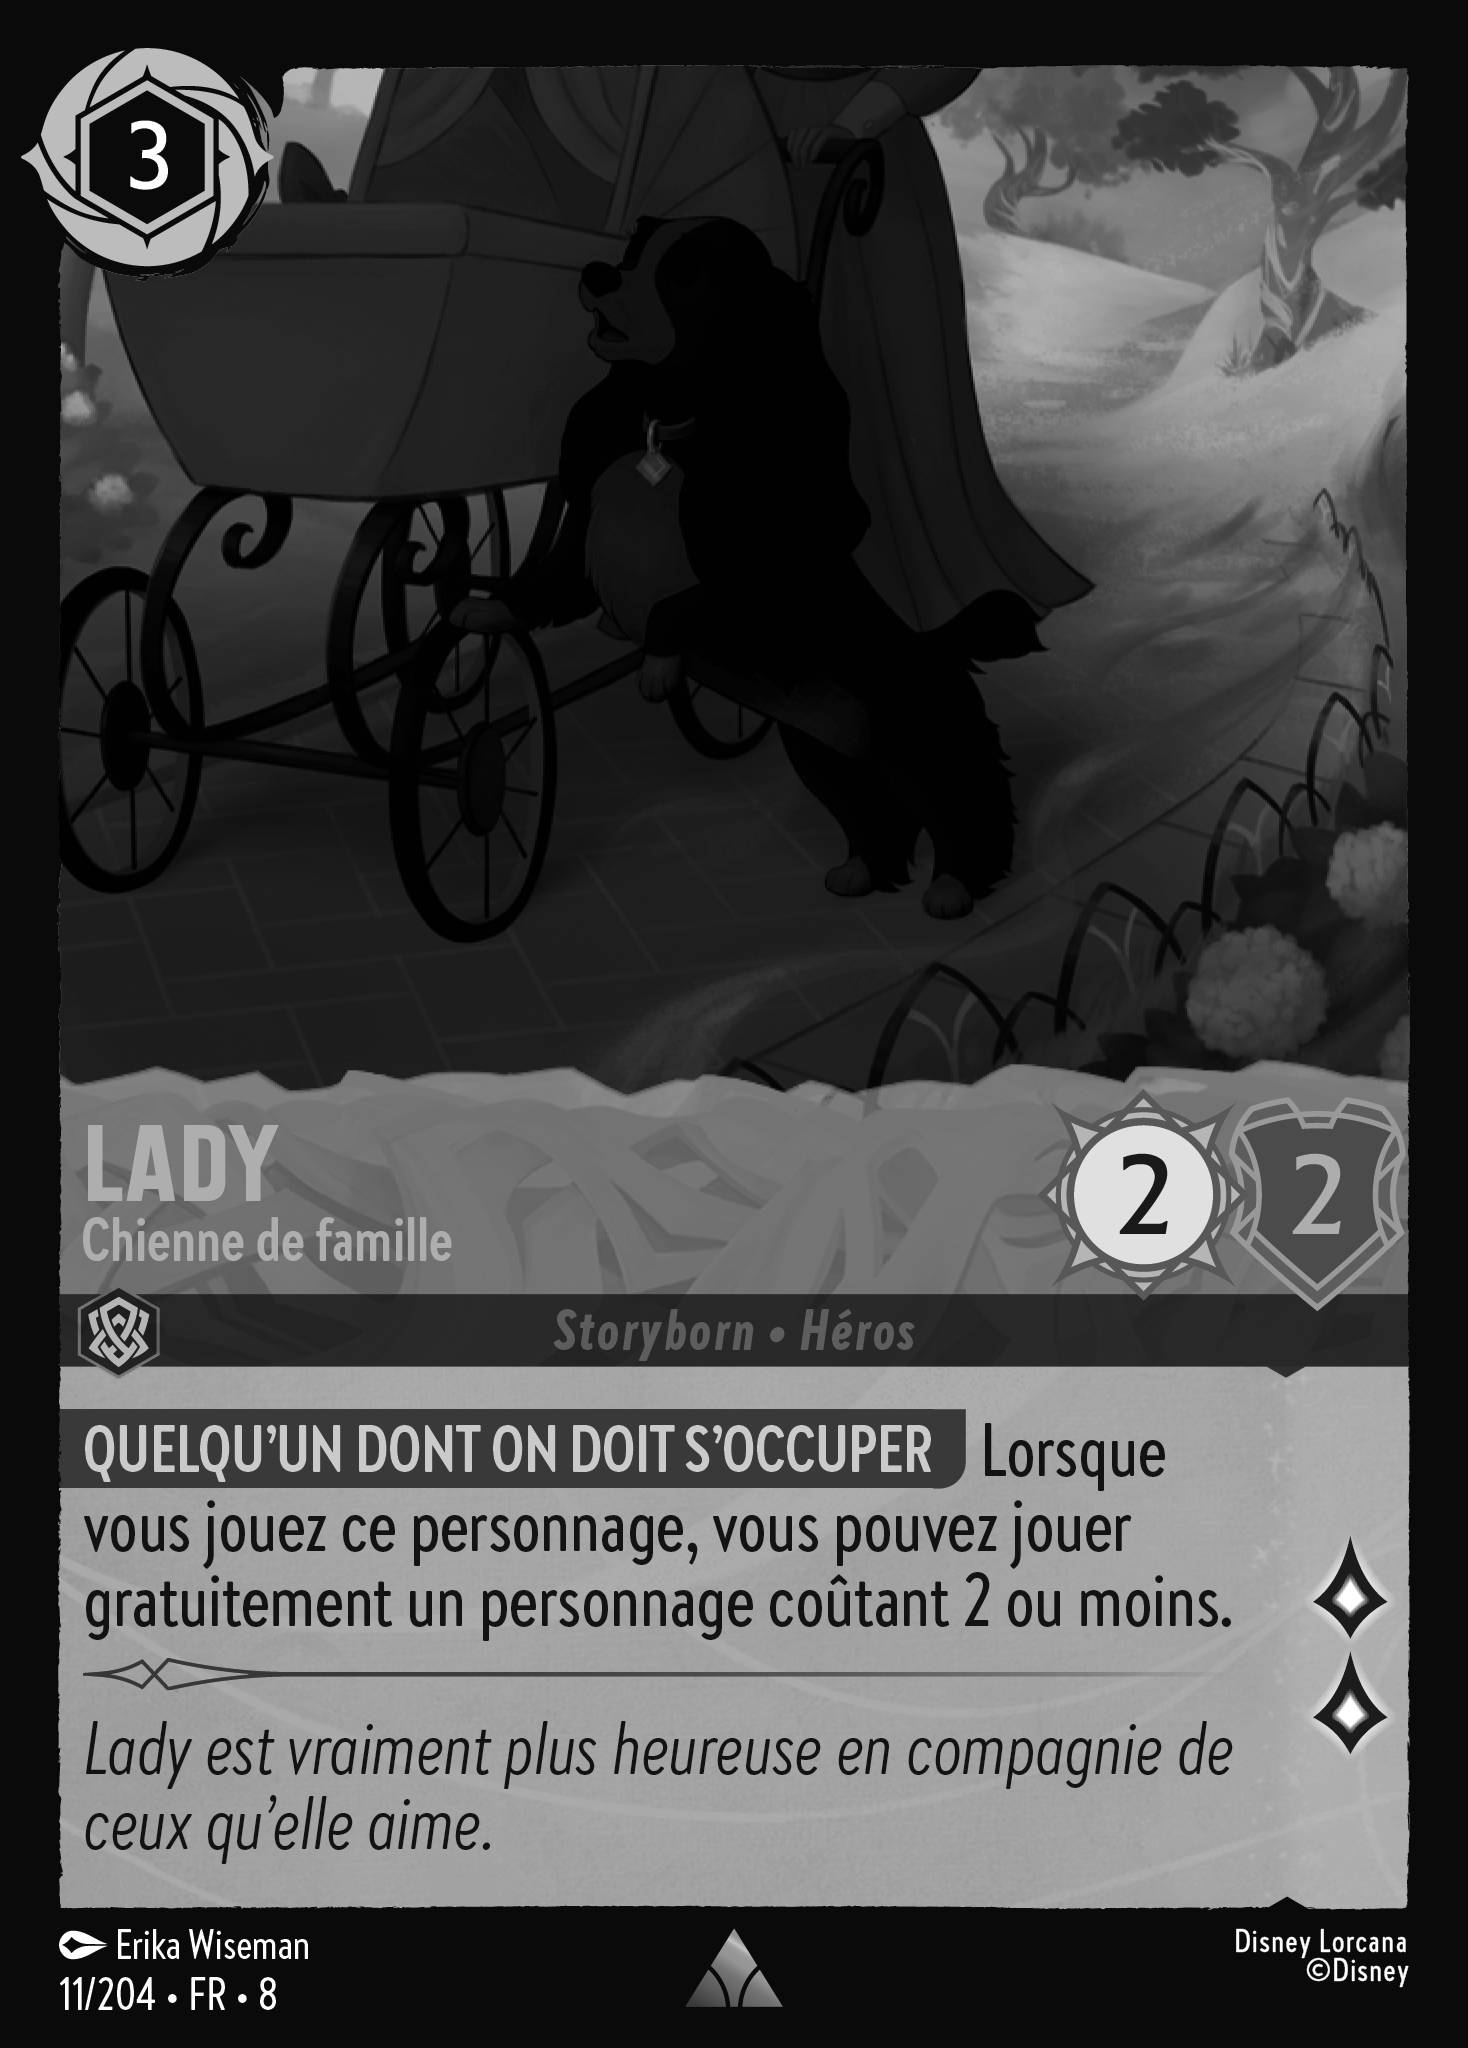 3
LADY
Chienne de famille
2
2
Storyborn • Héros
QUELQU'UN DONT ON DOIT S'OCCUPER Lorsque
vous jouez ce personnage, vous pouvez jouer
gratuitement un personnage coûtant 2 ou moins.
Lady est vraiment plus heureuse en compagnie de
ceux qu'elle aime.
Erika Wiseman
11/204 • FR • 8
Disney Lorcana
©Disney